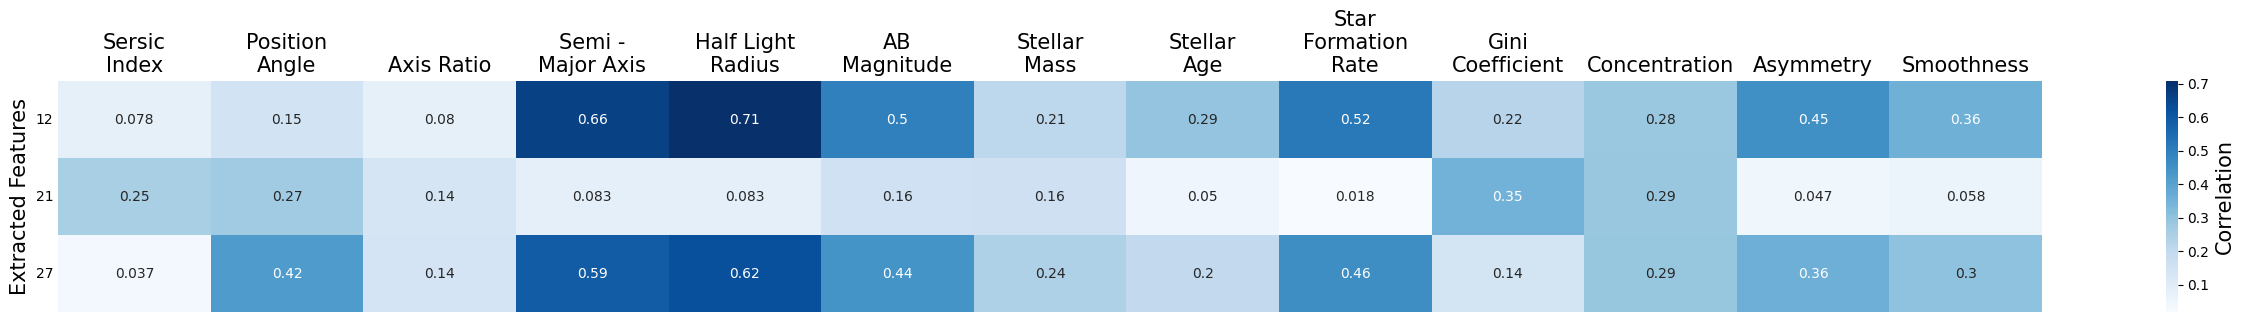 Star
Sersic Position Semi - Half Light AB Stellar Stellar Formation Gini
Index Angle Axis Ratio Major Axis Radius Magnitude Mass Age Rate Coefficient Concentration Asymmetry Smoothness
Extracted Features
12 0.078 0.15 0.08 0.66 0.71 0.5 0.21 0.29 0.52 0.22 0.28 0.45 0.36
21 0.25 0.27 0.14 0.083 0.083 0.16 0.16 0.05 0.018 0.35 0.29 0.047 0.058
27 0.037 0.42 0.14 0.59 0.62 0.44 0.24 0.2 0.46 0.14 0.29 0.36 0.3
0.7
0.6
0.5
0.4
0.3
0.2
0.1
Correlation